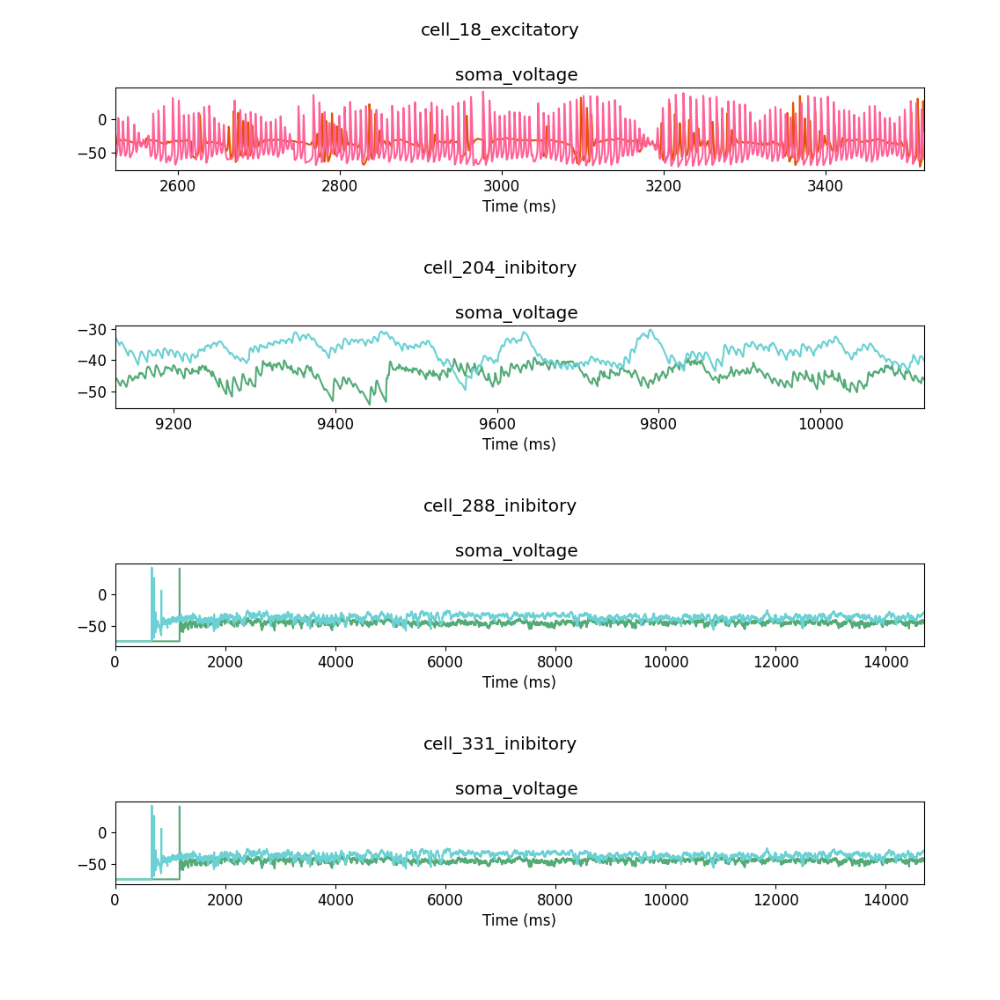 cell_18_excitatory
soma_voltage
0
−50
2600 2800 3000 3200 3400
Time (ms)
cell_204_inibitory
soma_voltage
−30
−40
−50
9200 9400 9600 9800 10000
Time (ms)
cell_288_inibitory
soma_voltage
0
−50
0 2000 4000 6000 8000 10000 12000 14000
Time (ms)
cell_331_inibitory
soma_voltage
0
−50
0 2000 4000 6000 8000 10000 12000 14000
Time (ms)